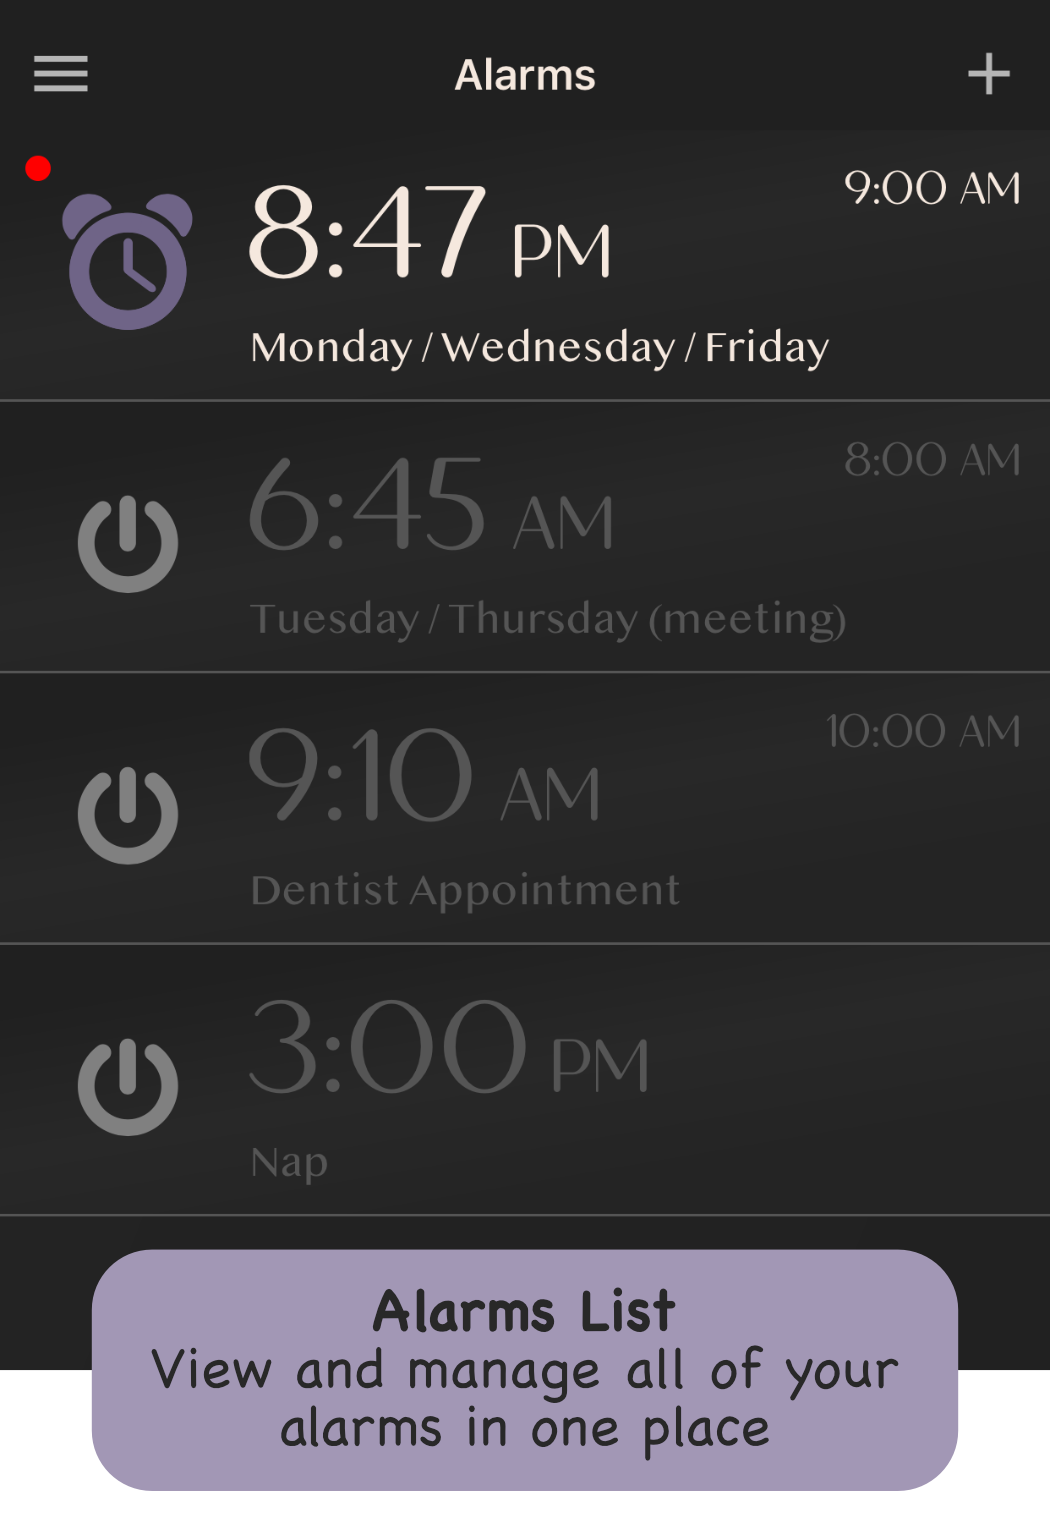 Alarms
9:00 AM
8:47 PM
Monday / Wednesday / Friday
8:00 AM
6:45 AM
Tuesday / Thursday (meeting)
10:00 AM
9:10 AM
Dentist Appointment
3:00 PM
Nap
Alarms List
View and manage all of your
alarms in one place